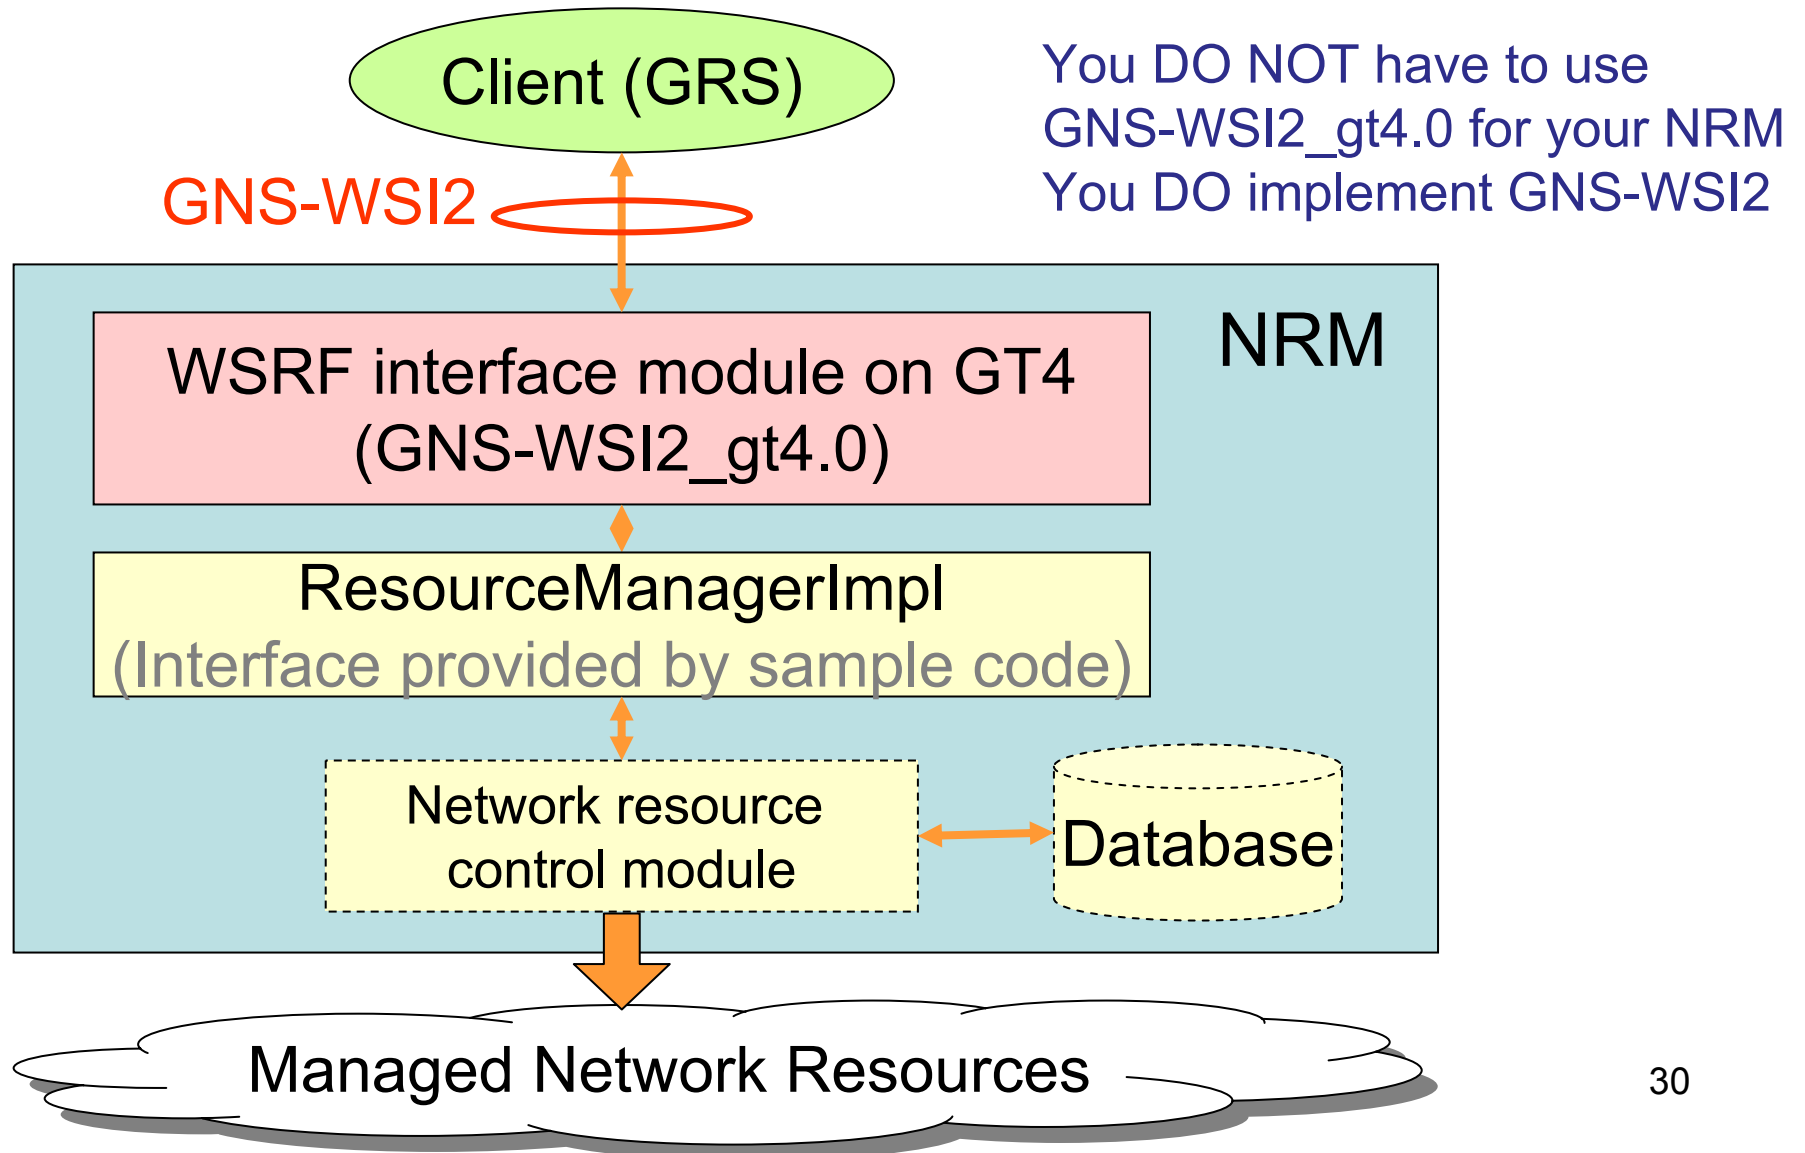 Client (GRS)
You DO NOT have to use
GNS-WSI2_gt4.0 for your NRM
You DO implement GNS-WSI2
GNS-WSI2
NRM
WSRF interface module on GT4
(GNS-WSI2_gt4.0)
ResourceManagerImpl
(Interface provided by sample code)
Network resource
control module
Database
Managed Network Resources
30